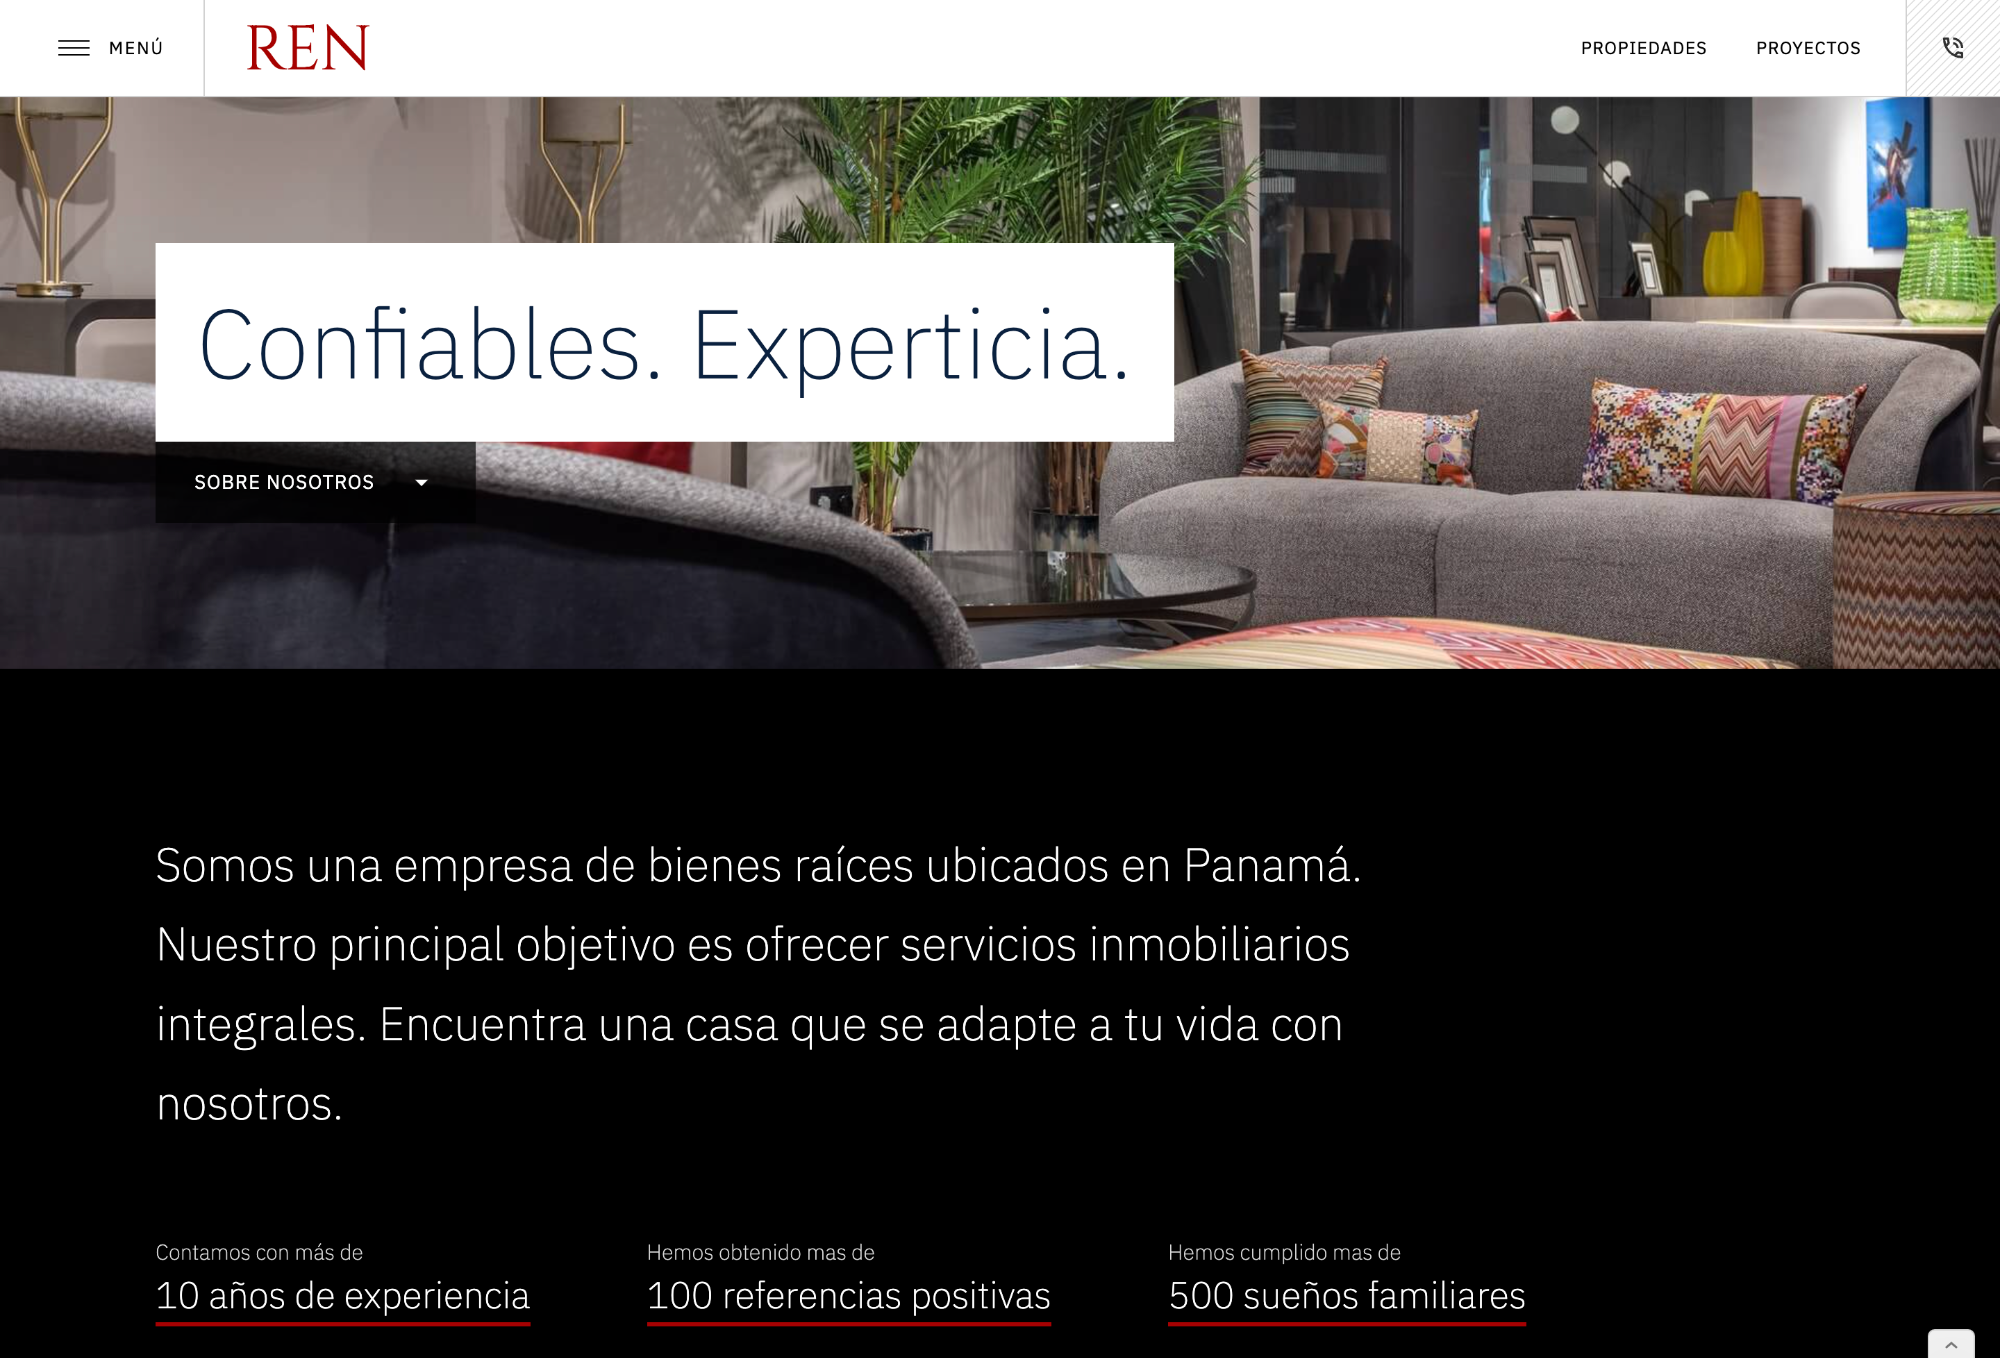 MENÚ
REN
PROPIEDADES
PROYECTOS
Confiables. Experticia.
SOBRE NOSOTROS
Somos una empresa de bienes raíces ubicados en Panamá.
Nuestro principal objetivo es ofrecer servicios inmobiliarios
integrales. Encuentra una casa que se adapte a tu vida con
nosotros.
Contamos con más de
10 años de experiencia
Hemos obtenido mas de
100 referencias positivas
Hemos cumplido mas de
500 sueños familiares